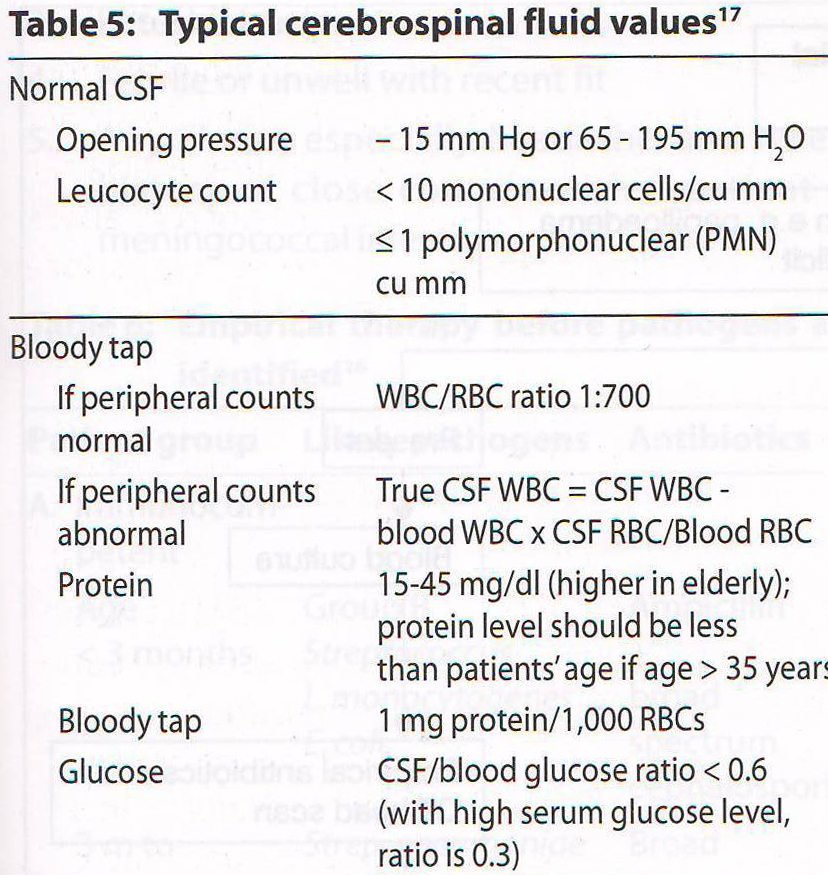 Table 5: Typical cerebrospinal fluid values¹⁷
Normal CSF
Opening pressure – 15 mm Hg or 65 - 195 mm H₂O
Leucocyte count < 10 mononuclear cells/cu mm
≤ 1 polymorphonuclear (PMN)
cu mm
Bloody tap
If peripheral counts WBC/RBC ratio 1:700
normal
If peripheral counts True CSF WBC = CSF WBC -
abnormal blood WBC x CSF RBC/Blood RBC
Protein 15-45 mg/dl (higher in elderly);
protein level should be less
than patients' age if age > 35 years
Bloody tap 1 mg protein/1,000 RBCs
Glucose CSF/blood glucose ratio < 0.6
(with high serum glucose level,
ratio is 0.3)